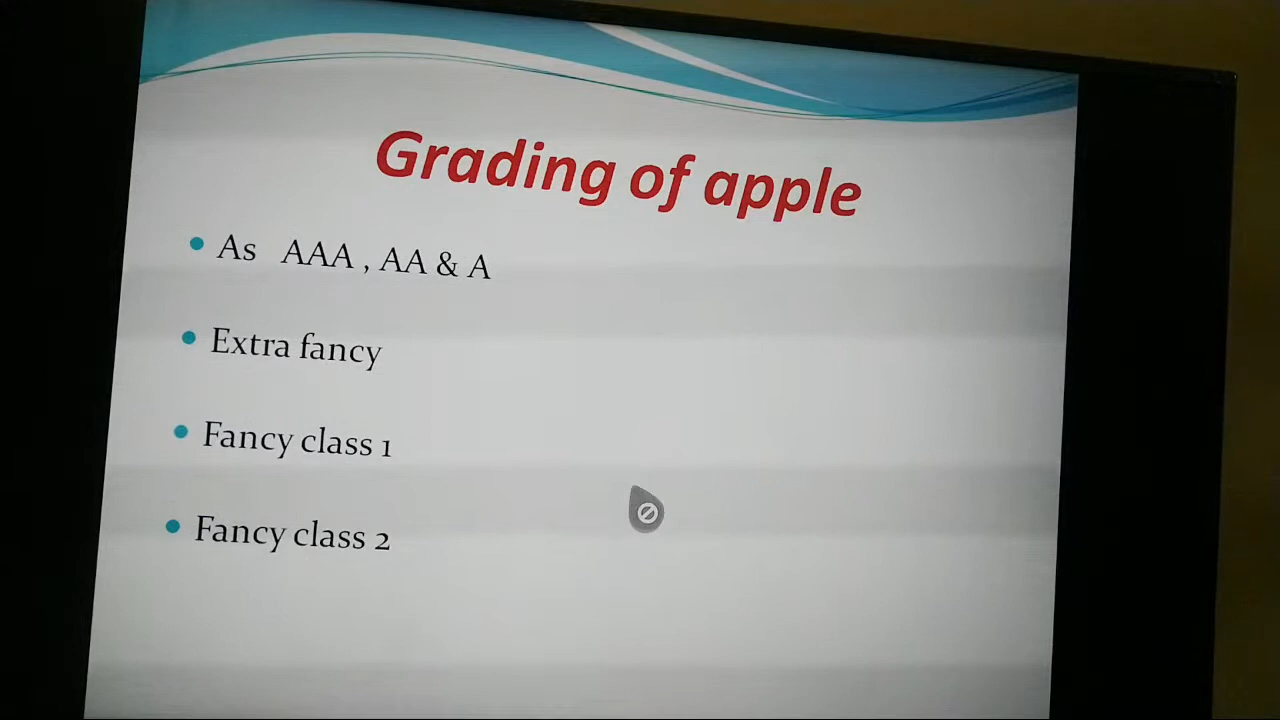 Grading of apple
As AAA , AA & A
Extra fancy
Fancy class 1
Fancy class 2